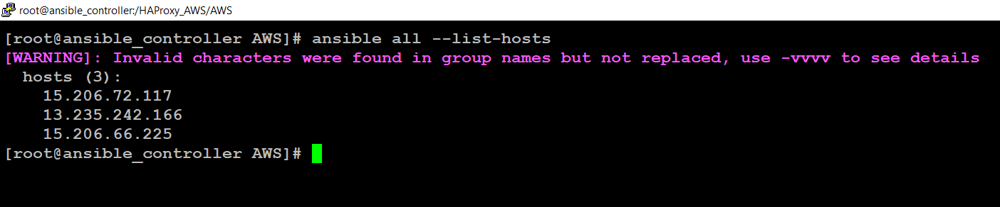 root@ansible_controller:/HAProxy_AWS/AWS
[root@ansible_controller AWS]# ansible all --list-hosts
[WARNING]: Invalid characters were found in group names but not replaced, use -vvvv to see details
  hosts (3):
    15.206.72.117
    13.235.242.166
    15.206.66.225
[root@ansible_controller AWS]#